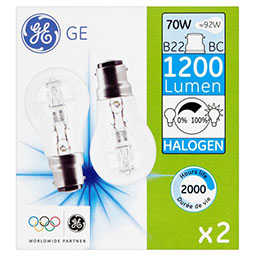 GE
70W ≈92W
B22 BC
1200
Lumen
0% 100%
HALOGEN
Hours life
2000
Durée de vie
WORLDWIDE PARTNER
x2